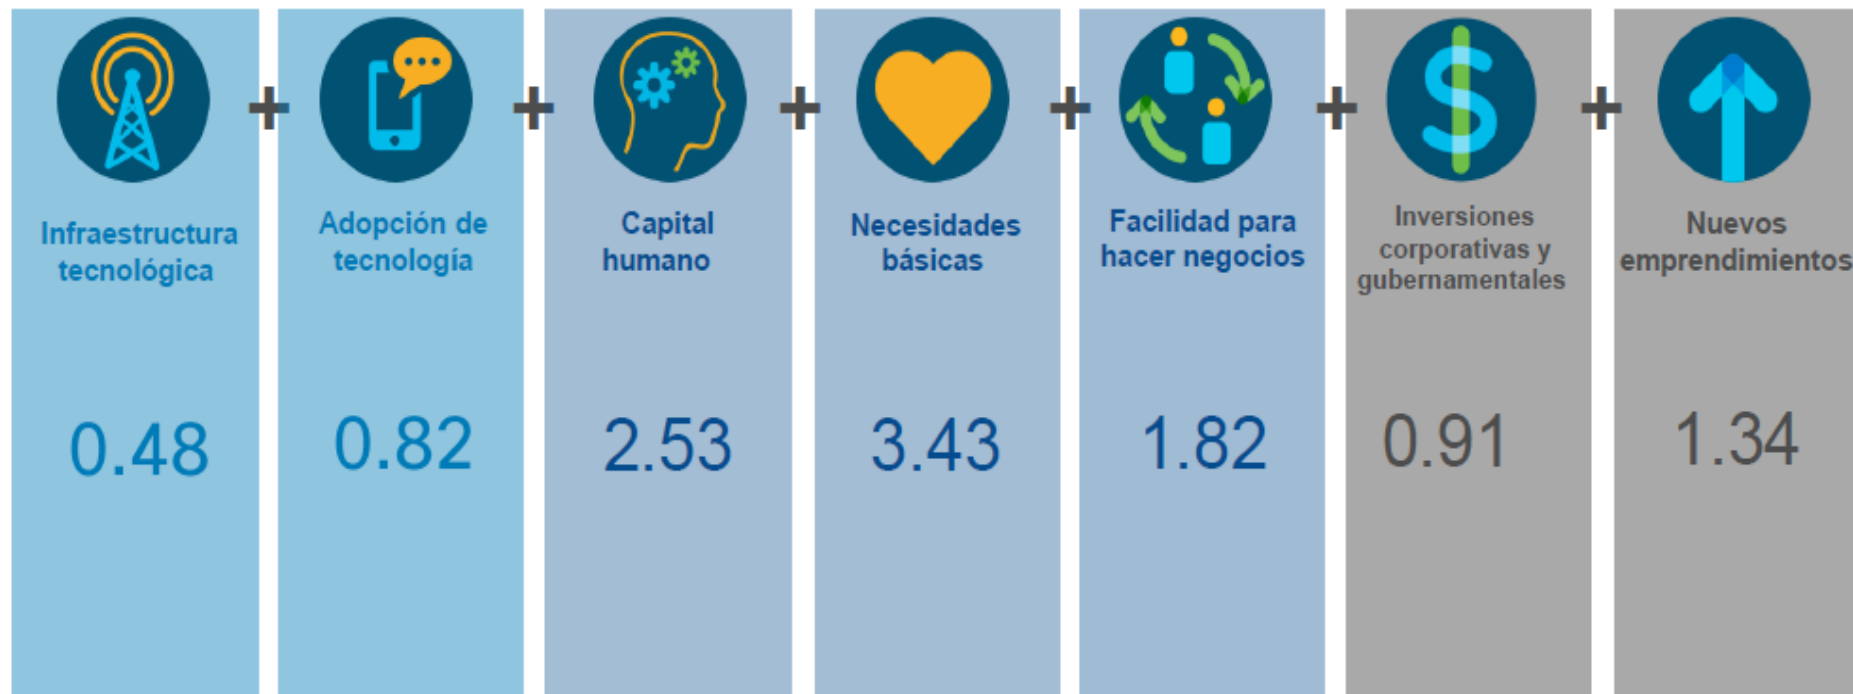 Infraestructura
tecnológica
Adopción de
tecnología
Capital
humano
Necesidades
básicas
Facilidad para
hacer negocios
Inversiones
corporativas y
gubernamentales
Nuevos
emprendimientos
+ + + + + +
0.48
0.82
2.53
3.43
1.82
0.91
1.34